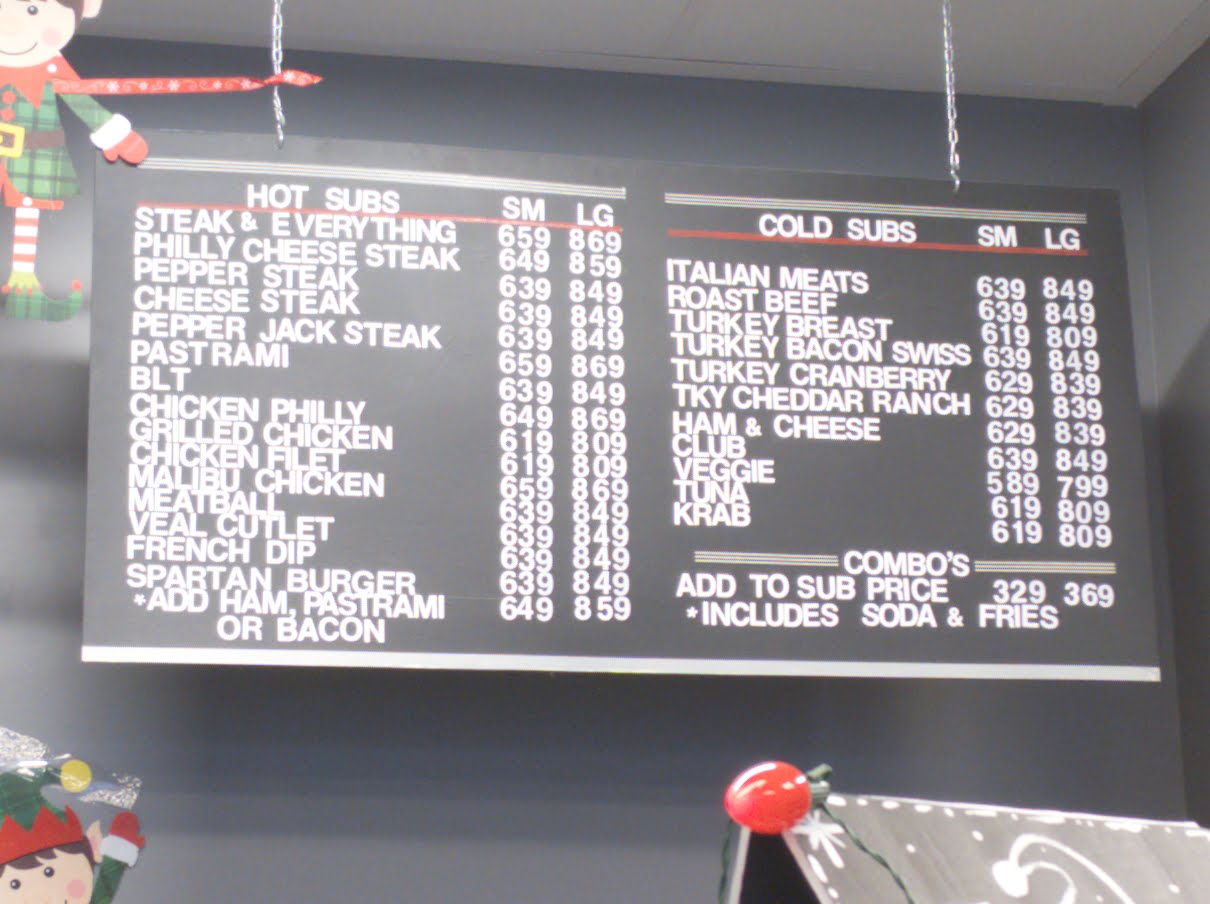 HOT SUBS SM LG
STEAK & EVERYTHING 659 869
PHILLY CHEESE STEAK 649 859
PEPPER STEAK 639 849
CHEESE STEAK 639 849
PEPPER JACK STEAK 639 849
PASTRAMI 659 869
BLT 639 849
CHICKEN PHILLY 649 869
GRILLED CHICKEN 619 809
CHICKEN FILET 619 809
MALIBU CHICKEN 659 869
MEATBALL 639 849
VEAL CUTLET 639 849
FRENCH DIP 639 849
SPARTAN BURGER 639 849
*ADD HAM, PASTRAMI 649 859
OR BACON
COLD SUBS SM LG
ITALIAN MEATS 639 849
ROAST BEEF 639 849
TURKEY BREAST 619 809
TURKEY BACON SWISS 639 849
TURKEY CRANBERRY 629 839
TKY CHEDDAR RANCH 629 839
HAM & CHEESE 629 839
CLUB 639 849
VEGGIE 589 799
TUNA 619 809
KRAB 619 809
COMBO'S
ADD TO SUB PRICE 329 369
*INCLUDES SODA & FRIES